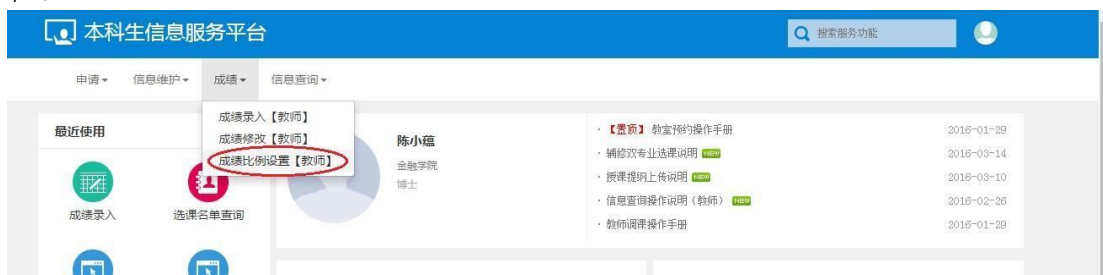 本科生信息服务平台
搜索服务功能
申请 信息维护 成绩 信息查询
成绩录入【教师】
成绩修改【教师】
成绩比例设置【教师】
最近使用
成绩录入
选课名单查询
陈小蕴
金融学院
博士
· 【置顶】 教室预约操作手册 2016-01-29
· 辅修双专业选课说明 NEW 2016-03-14
· 授课提纲上传说明 NEW 2016-03-10
· 信息查询操作说明（教师） NEW 2016-02-26
· 教师调课操作手册 2016-01-29